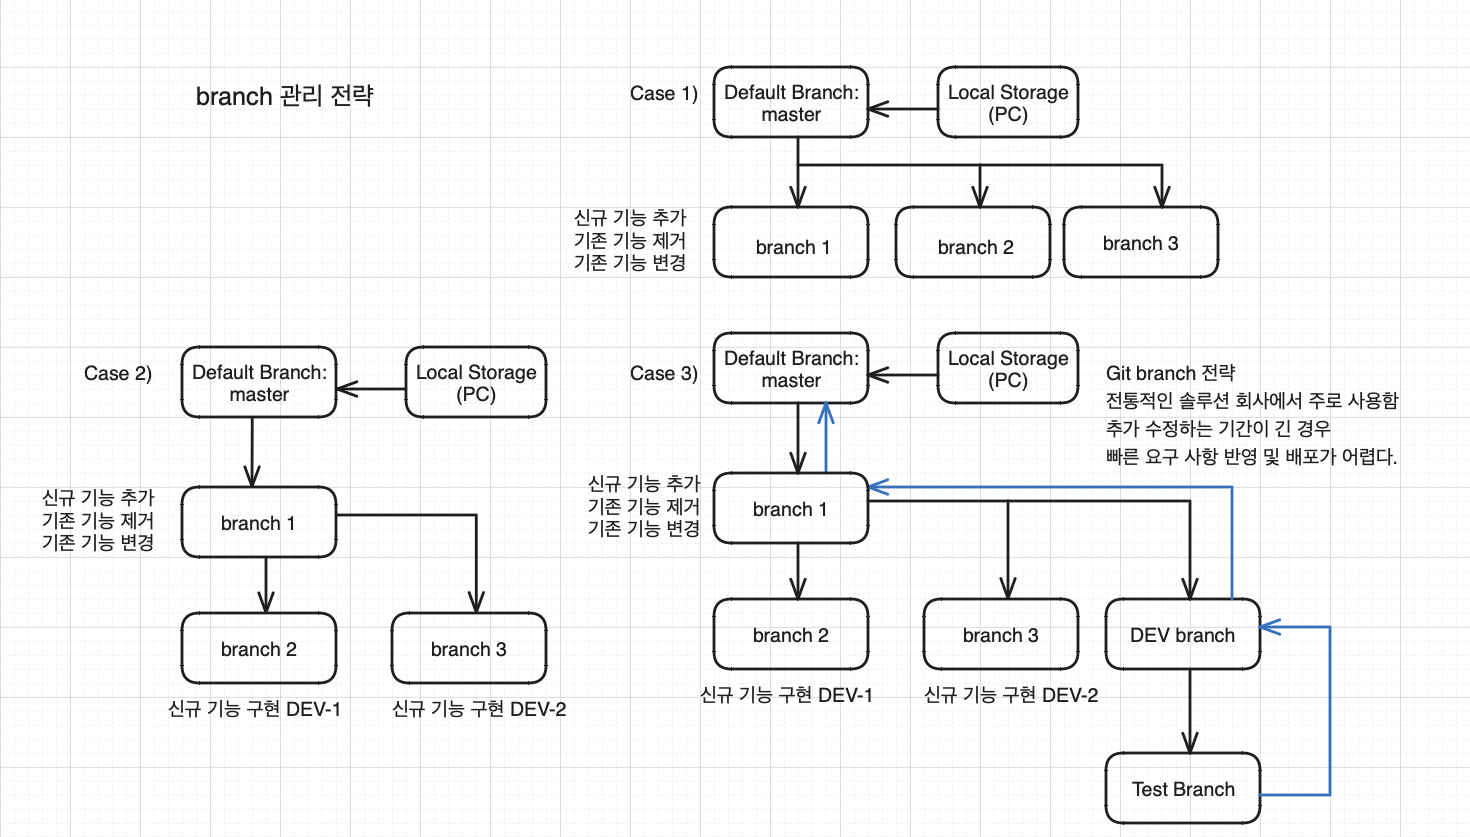 branch 관리 전략
Case 1)
Default Branch:
master
Local Storage
(PC)
신규 기능 추가
기존 기능 제거
기존 기능 변경
branch 1
branch 2
branch 3
Case 2)
Default Branch:
master
Local Storage
(PC)
신규 기능 추가
기존 기능 제거
기존 기능 변경
branch 1
branch 2
branch 3
신규 기능 구현 DEV-1
신규 기능 구현 DEV-2
Case 3)
Default Branch:
master
Local Storage
(PC)
Git branch 전략
전통적인 솔루션 회사에서 주로 사용함
추가 수정하는 기간이 긴 경우
빠른 요구 사항 반영 및 배포가 어렵다.
신규 기능 추가
기존 기능 제거
기존 기능 변경
branch 1
branch 2
branch 3
DEV branch
신규 기능 구현 DEV-1
신규 기능 구현 DEV-2
Test Branch